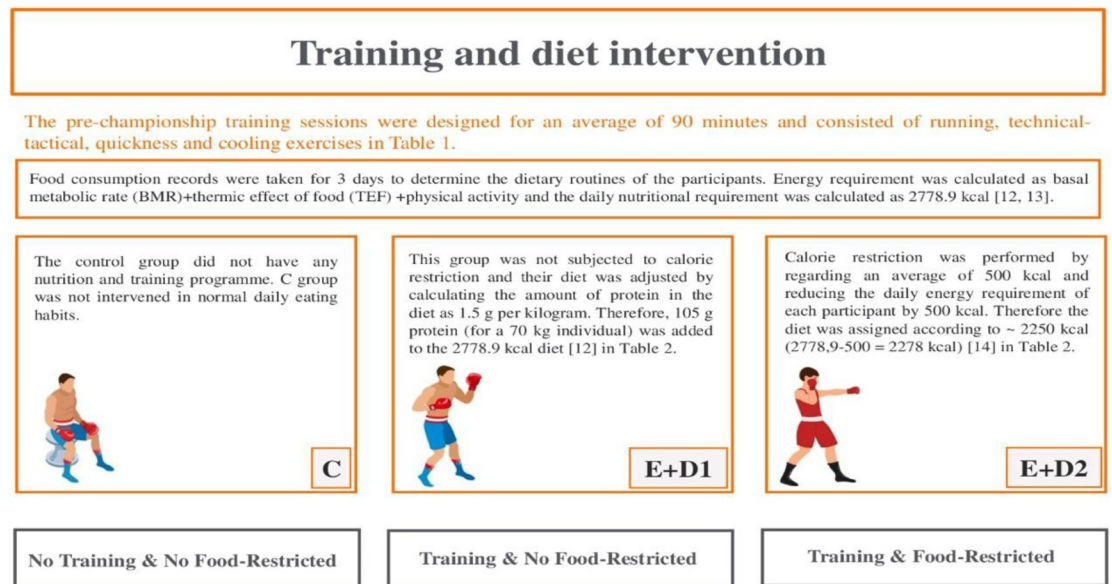 Training and diet intervention
The pre-championship training sessions were designed for an average of 90 minutes and consisted of running, technical-
tactical, quickness and cooling exercises in Table 1.
Food consumption records were taken for 3 days to determine the dietary routines of the participants. Energy requirement was calculated as basal
metabolic rate (BMR)+thermic effect of food (TEF) +physical activity and the daily nutritional requirement was calculated as 2778.9 kcal [12, 13].
The control group did not have any
nutrition and training programme. C group
was not intervened in normal daily eating
habits.
C
This group was not subjected to calorie
restriction and their diet was adjusted by
calculating the amount of protein in the
diet as 1.5 g per kilogram. Therefore, 105 g
protein (for a 70 kg individual) was added
to the 2778.9 kcal diet [12] in Table 2.
E+D1
Calorie restriction was performed by
regarding an average of 500 kcal and
reducing the daily energy requirement of
each participant by 500 kcal. Therefore the
diet was assigned according to ~ 2250 kcal
(2778,9-500 = 2278 kcal) [14] in Table 2.
E+D2
No Training & No Food-Restricted
Training & No Food-Restricted
Training & Food-Restricted